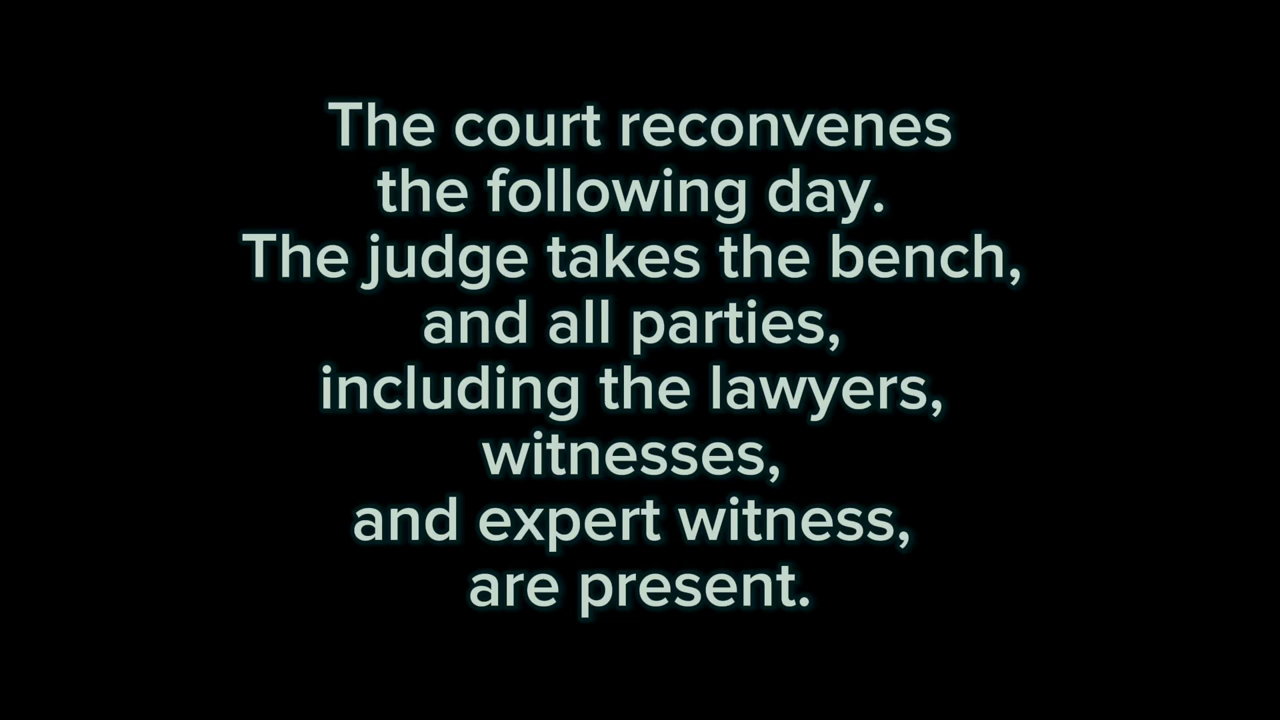 The court reconvenes
the following day.
The judge takes the bench,
and all parties,
including the lawyers,
witnesses,
and expert witness,
are present.